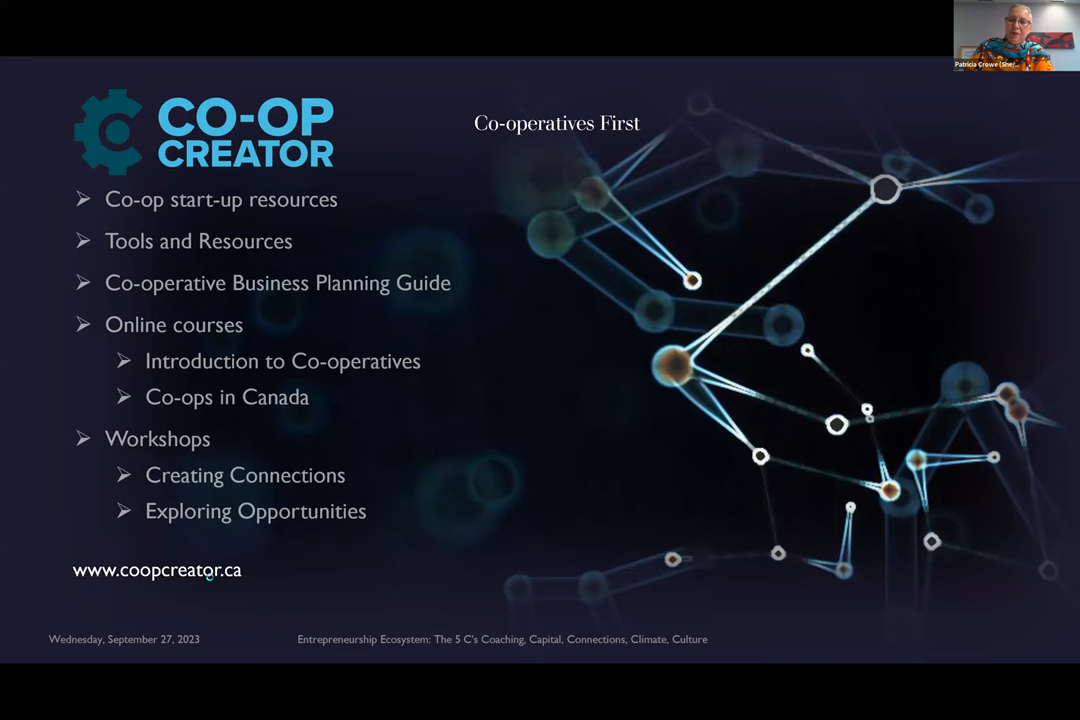 Patricia Crowe (She/...
CO-OP
CREATOR
Co-operatives First
Co-op start-up resources
Tools and Resources
Co-operative Business Planning Guide
Online courses
Introduction to Co-operatives
Co-ops in Canada
Workshops
Creating Connections
Exploring Opportunities
www.coopcreator.ca
Wednesday, September 27, 2023
Entrepreneurship Ecosystem: The 5 C's Coaching, Capital, Connections, Climate, Culture